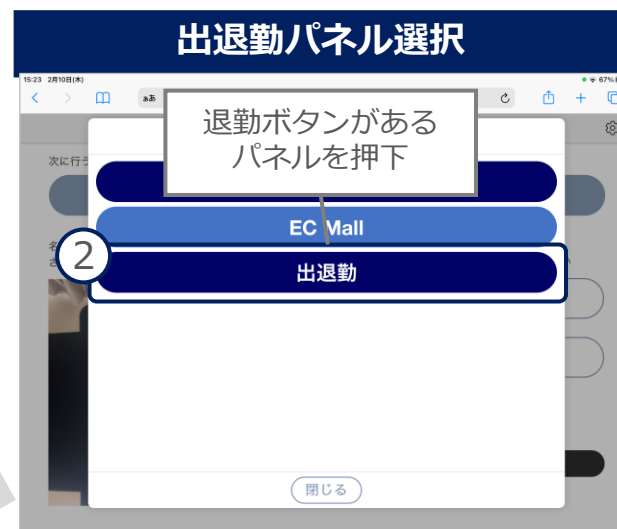 出退勤パネル選択
15:23 2月10日(木)
67%
ぁあ
退勤ボタンがある
パネルを押下
次に行う
EC Mall
2
出退勤
閉じる